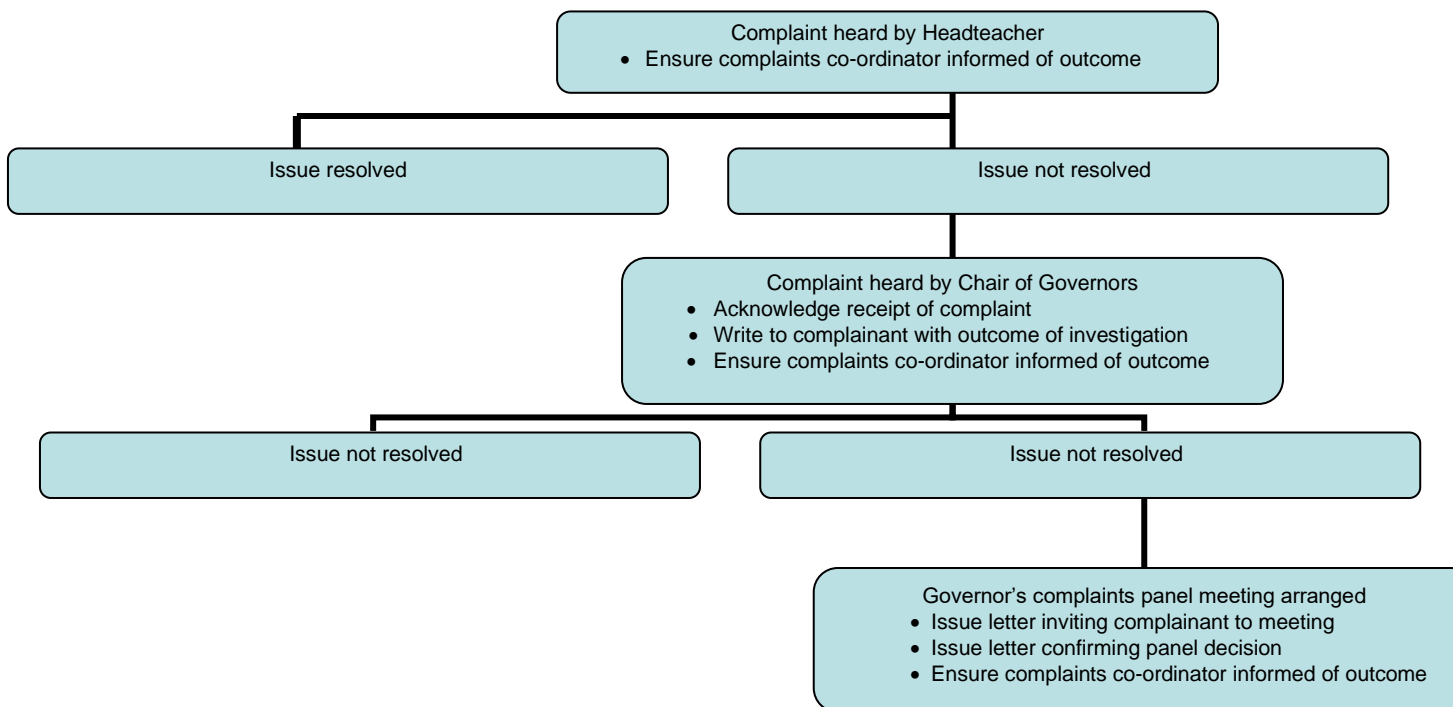 Complaint heard by Headteacher
• Ensure complaints co-ordinator informed of outcome
Issue resolved
Issue not resolved
Complaint heard by Chair of Governors
• Acknowledge receipt of complaint
• Write to complainant with outcome of investigation
• Ensure complaints co-ordinator informed of outcome
Issue not resolved
Issue not resolved
Governor’s complaints panel meeting arranged
• Issue letter inviting complainant to meeting
• Issue letter confirming panel decision
• Ensure complaints co-ordinator informed of outcome